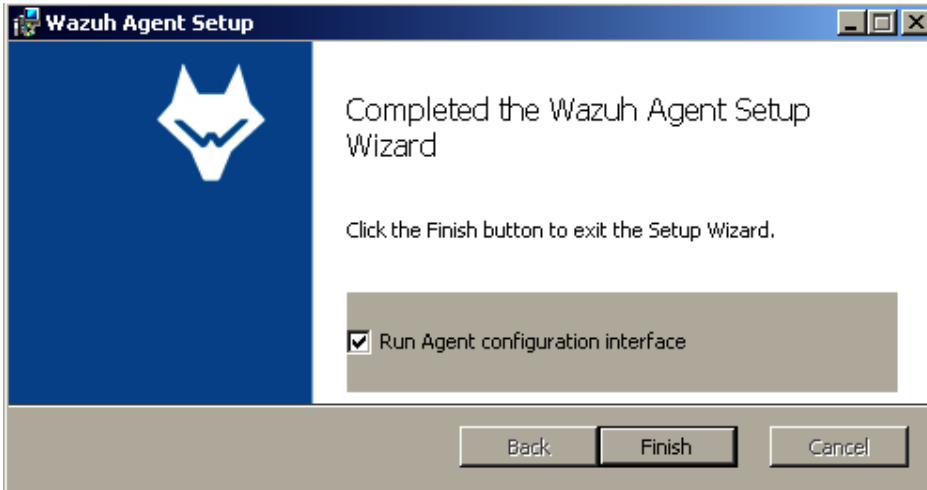 Wazuh Agent Setup
Completed the Wazuh Agent Setup
Wizard
Click the Finish button to exit the Setup Wizard.
Run Agent configuration interface
Back Finish Cancel